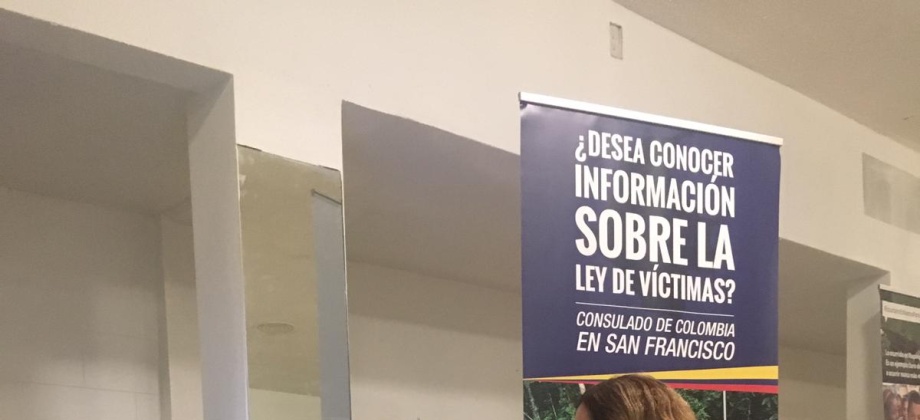 ¿DESEA CONOCER
INFORMACIÓN
SOBRE LA
LEY DE VÍCTIMAS?
CONSULADO DE COLOMBIA
EN SAN FRANCISCO